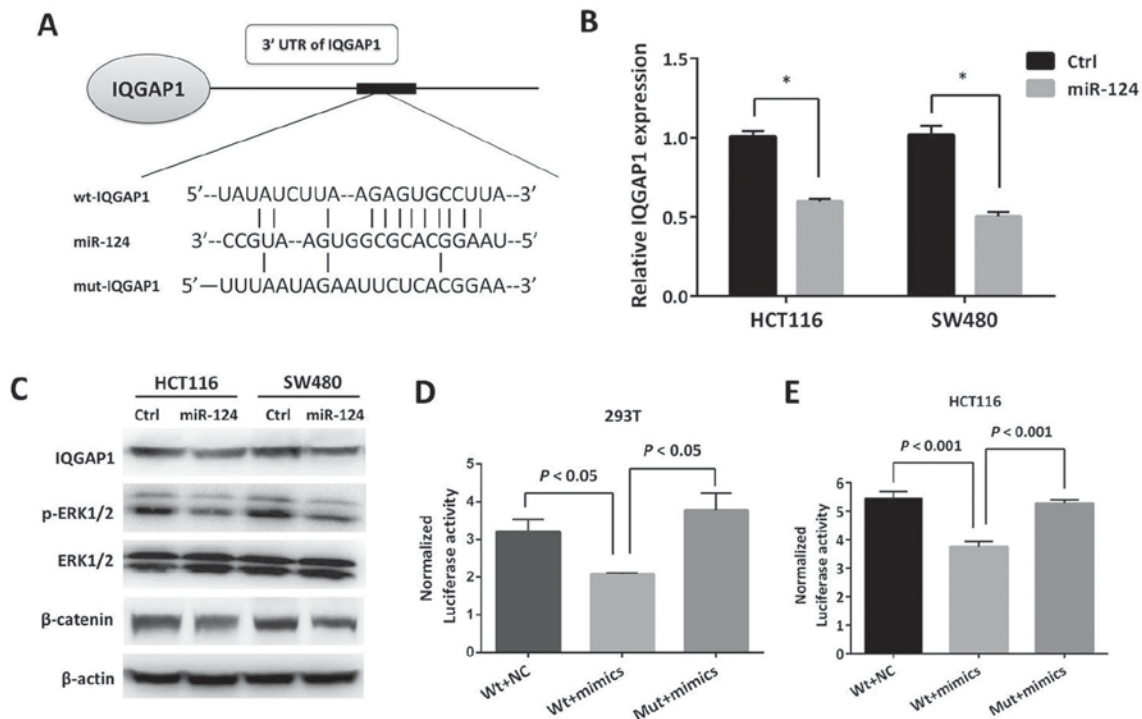 A
3′ UTR of IQGAP1
IQGAP1
wt-IQGAP1 5′--UAUAUCUUA--AGAGUGCCUUA--3′
miR-124 3′--CCGUA--AGUGGCGCACGGAAU--5′
mut-IQGAP1 5′—UUUAAUAGAAUUCUCACGGAA--3′
B
Relative IQGAP1 expression
1.5
1.0
0.5
0.0
* *
HCT116 SW480
Ctrl
miR-124
C
HCT116 SW480
Ctrl miR-124 Ctrl miR-124
IQGAP1
p-ERK1/2
ERK1/2
β-catenin
β-actin
D
293T
Normalized
Luciferase activity
5
4
3
2
1
0
P < 0.05
P < 0.05
Wt+NC
Wt+mimics
Mut+mimics
E
HCT116
Normalized
Luciferase activity
7
6
5
4
3
2
1
0
P < 0.001
P < 0.001
Wt+NC
Wt+mimics
Mut+mimics